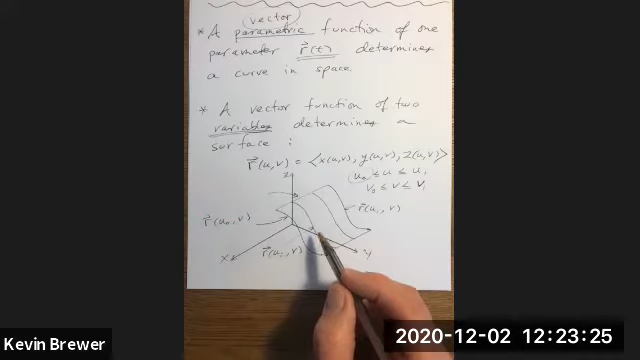 (vector)
* A parametric function of one
parameter r⃗(t) determines
a curve in space
* A vector function of two
variables determines a
surface :
r⃗(u,v) = <x(u,v), y(u,v), z(u,v)>
u₀ ≤ u ≤ u₁
v₀ ≤ v ≤ v₁
z
r⃗(u₁, v)
r⃗(u₀, v)
x
y
Kevin Brewer
2020-12-02 12:23:25